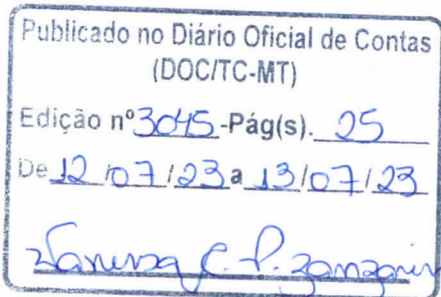 Publicado no Diário Oficial de Contas
(DOC/TC-MT)
Edição nº 3045 -Pág(s). 25
De 12/07/23 a 13/07/23
Vanessa C. P.